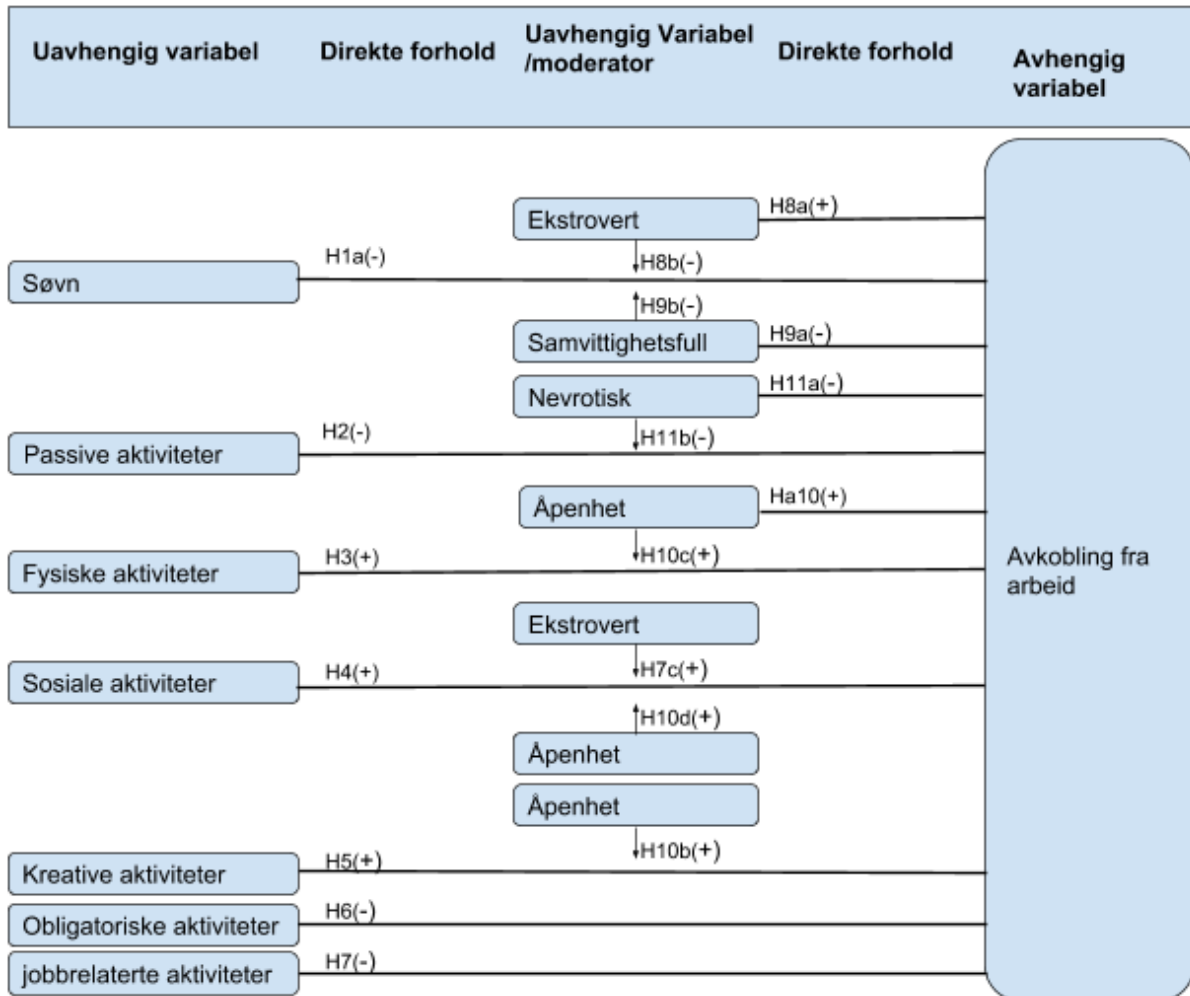 Uavhengig variabel
Direkte forhold
Uavhengig Variabel
/moderator
Direkte forhold
Avhengig
variabel
Ekstrovert
H8a(+)
H1a(-)
H8b(-)
Søvn
H9b(-)
Samvittighetsfull
H9a(-)
Nevrotisk
H11a(-)
H2(-)
H11b(-)
Passive aktiviteter
Åpenhet
Ha10(+)
H3(+)
H10c(+)
Fysiske aktiviteter
Avkobling fra
arbeid
Ekstrovert
H4(+)
H7c(+)
Sosiale aktiviteter
H10d(+)
Åpenhet
Åpenhet
H5(+)
H10b(+)
Kreative aktiviteter
H6(-)
Obligatoriske aktiviteter
H7(-)
jobbrelaterte aktiviteter